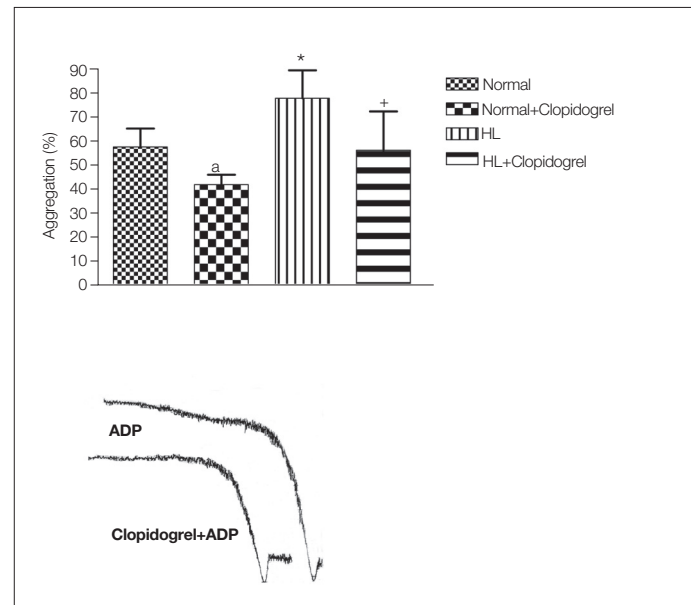 Aggregation (%)
90
80
70
60
50
40
30
20
10
0
a
*
+
Normal
Normal+Clopidogrel
HL
HL+Clopidogrel
ADP
Clopidogrel+ADP